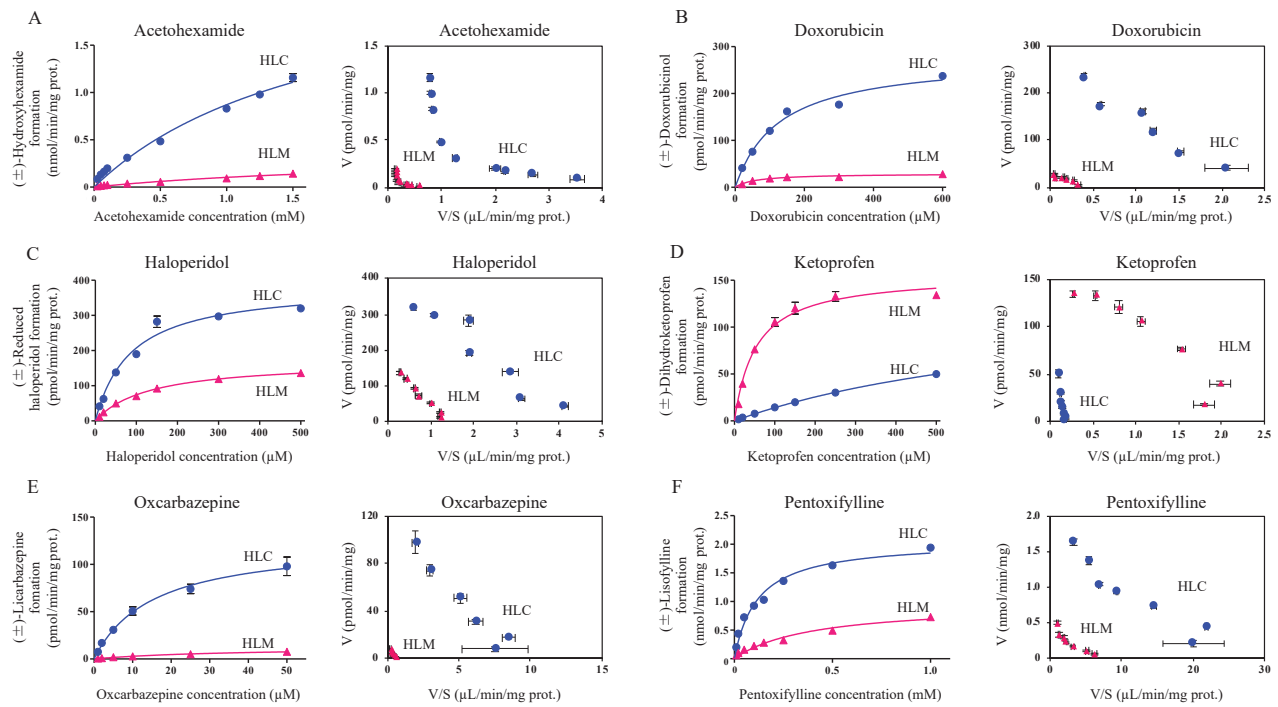 A
Acetohexamide
(±)-Hydroxyhexamide
formation
(nmol/min/mg prot.)
1.5
1.0
0.5
0
HLC
HLM
0.5
1.0
1.5
Acetohexamide concentration (mM)
Acetohexamide
V (pmol/min/mg)
1.5
1.0
0.5
0
HLM
HLC
0
1
2
3
4
V/S (µL/min/mg prot.)
B
Doxorubicin
(±)-Doxorubicinol
formation
(pmol/min/mg prot.)
300
200
100
0
HLC
HLM
0
200
400
600
Doxorubicin concentration (µM)
Doxorubicin
V (pmol/min/mg)
300
200
100
0
HLM
HLC
0
0.5
1.0
1.5
2.0
2.5
V/S (µL/min/mg prot.)
C
Haloperidol
(±)-Reduced
haloperidol formation
(pmol/min/mg prot.)
400
300
200
100
0
HLC
HLM
0
100
200
300
400
500
Haloperidol concentration (µM)
Haloperidol
V (pmol/min/mg)
400
300
200
100
0
HLM
HLC
0
1
2
3
4
5
V/S (µL/min/mg prot.)
D
Ketoprofen
(±)-Dihydroketoprofen
formation
(pmol/min/mg prot.)
150
100
50
0
HLM
HLC
0
100
200
300
400
500
Ketoprofen concentration (µM)
Ketoprofen
V (pmol/min/mg)
150
100
50
0
HLC
HLM
0
0.5
1.0
1.5
2.0
2.5
V/S (µL/min/mg prot.)
E
Oxcarbazepine
(±)-Licarbazepine
fomation
(pmol/min/mgprot.)
150
100
50
0
HLC
HLM
0
10
20
30
40
50
Oxcarbazepine concentration (µM)
Oxcarbazepine
V (pmol/min/mg)
120
80
40
0
HLM
HLC
0
5
10
15
V/S (µL/min/mg prot.)
F
Pentoxifylline
(±)-Lisofylline
formation
(nmol/min/mg prot.)
2.5
2.0
1.5
1.0
0.5
0
HLC
HLM
0
0.5
1.0
Pentoxifylline concentration (mM)
Pentoxifylline
V (nmol/min/mg)
2.0
1.5
1.0
0.5
0
HLM
HLC
0
10
20
30
V/S (µL/min/mg prot.)